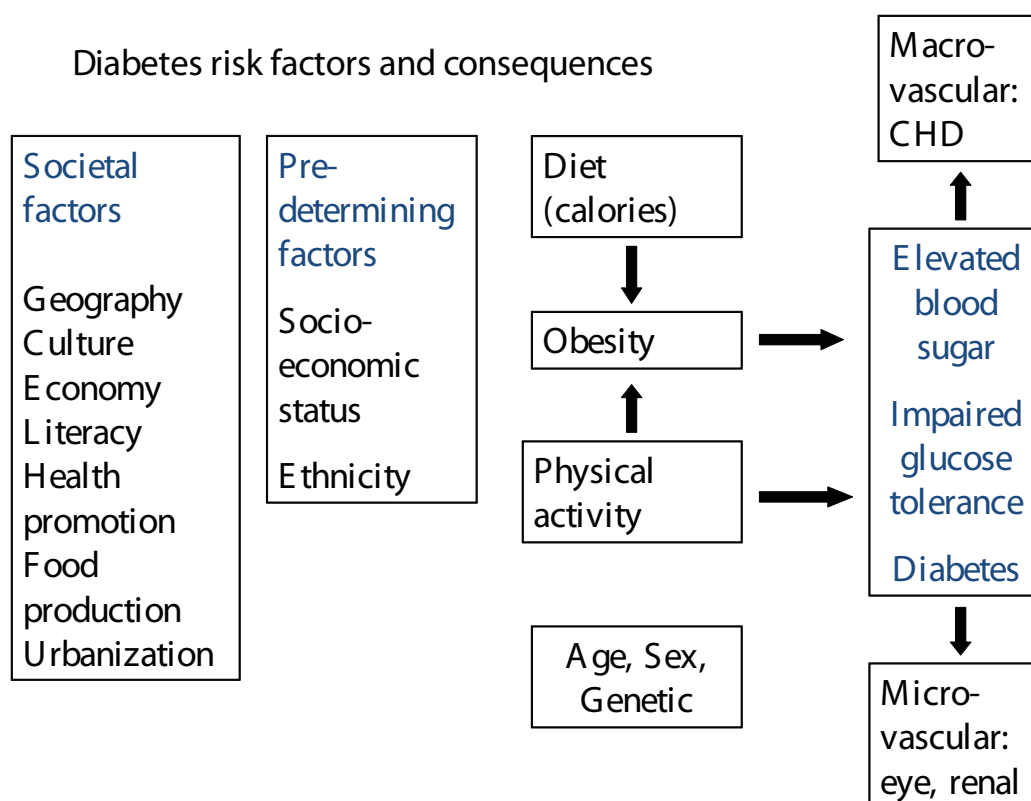 Diabetes risk factors and consequences
Societal
factors
Geography
Culture
Economy
Literacy
Health
promotion
Food
production
Urbanization
Pre-
determining
factors
Socio-
economic
status
Ethnicity
Diet
(calories)
Obesity
Physical
activity
Age, Sex,
Genetic
Macro-
vascular:
CHD
Elevated
blood
sugar
Impaired
glucose
tolerance
Diabetes
Micro-
vascular:
eye, renal